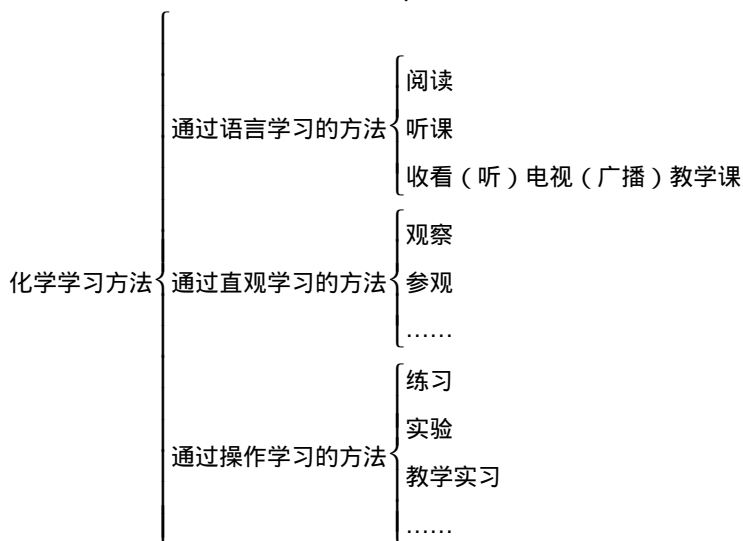 通过语言学习的方法
阅读
听课
收看（听）电视（广播）教学课
化学学习方法
通过直观学习的方法
观察
参观
……
通过操作学习的方法
练习
实验
教学实习
……